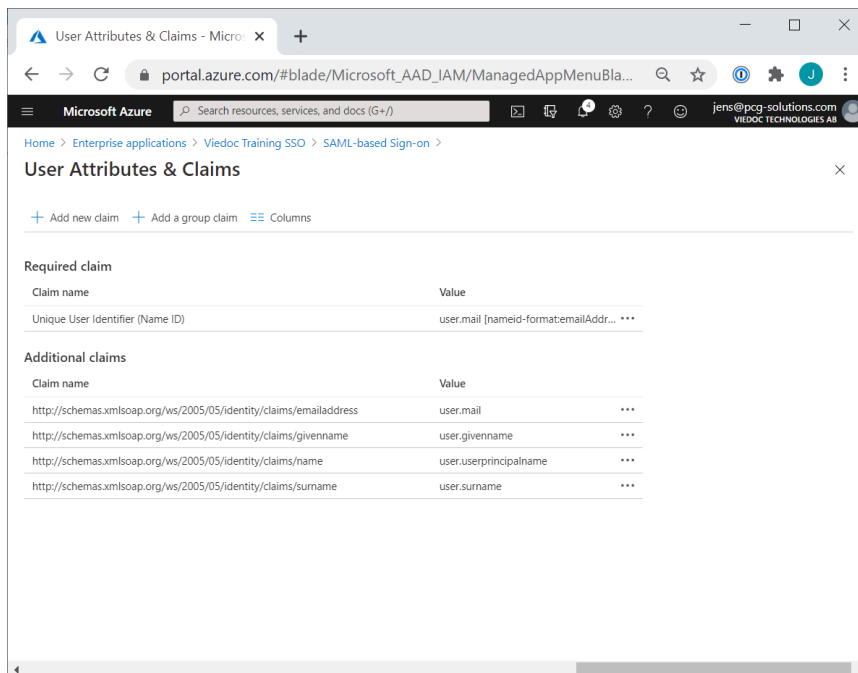 User Attributes & Claims - Micro
portal.azure.com/#blade/Microsoft_AAD_IAM/ManagedAppMenuBla...
J
Microsoft Azure
Search resources, services, and docs (G+/)
4
?
jens@pcg-solutions.com
VIEDOC TECHNOLOGIES AB
Home > Enterprise applications > Viedoc Training SSO > SAML-based Sign-on >
User Attributes & Claims
+ Add new claim + Add a group claim Columns
Required claim
Claim name Value
Unique User Identifier (Name ID) user.mail [nameid-format:emailAddr... •••
Additional claims
Claim name Value
http://schemas.xmlsoap.org/ws/2005/05/identity/claims/emailaddress user.mail •••
http://schemas.xmlsoap.org/ws/2005/05/identity/claims/givenname user.givenname •••
http://schemas.xmlsoap.org/ws/2005/05/identity/claims/name user.userprincipalname •••
http://schemas.xmlsoap.org/ws/2005/05/identity/claims/surname user.surname •••